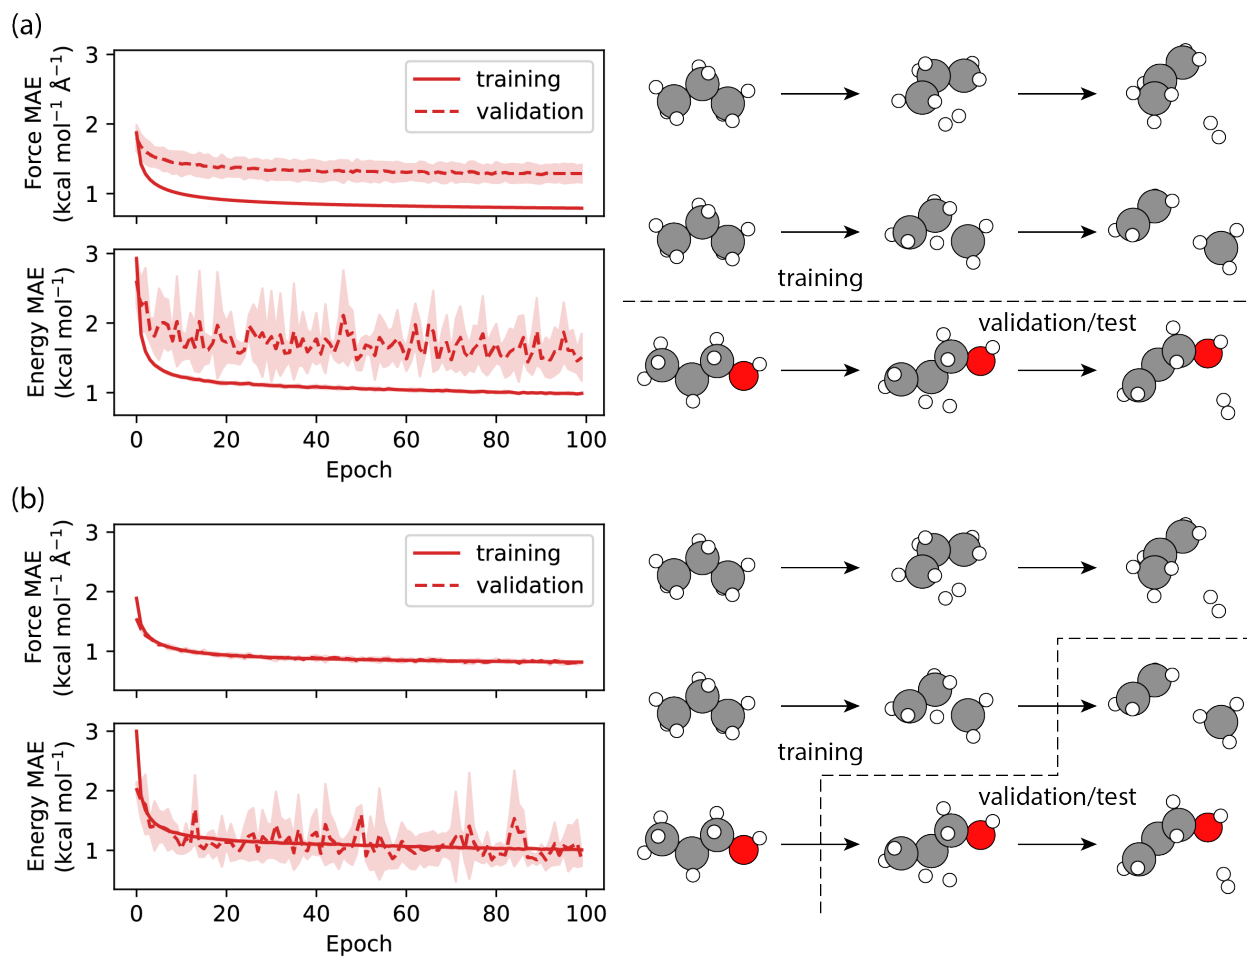 (a)
3
2
1
Force MAE
(kcal mol⁻¹ Å⁻¹)
training
validation
3
2
1
Energy MAE
(kcal mol⁻¹)
0 20 40 60 80 100
Epoch
training
validation/test
(b)
3
2
1
Force MAE
(kcal mol⁻¹ Å⁻¹)
training
validation
3
2
1
Energy MAE
(kcal mol⁻¹)
0 20 40 60 80 100
Epoch
training
validation/test